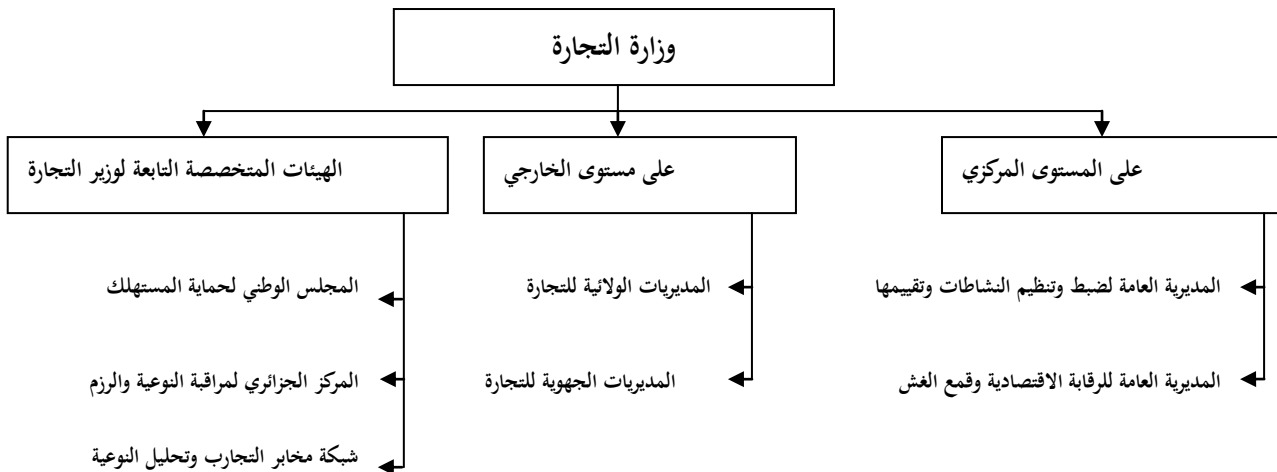 وزارة التجارة
على المستوى المركزي
على مستوى الخارجي
الهيئات المتخصصة التابعة لوزير التجارة
المديرية العامة لضبط وتنظيم النشاطات وتقييمها
المديريات الولائية للتجارة
المجلس الوطني لحماية المستهلك
المديرية العامة للرقابة الاقتصادية وقمع الغش
المديريات الجهوية للتجارة
المركز الجزائري لمراقبة النوعية والرزم
شبكة مخابر التجارب وتحليل النوعية